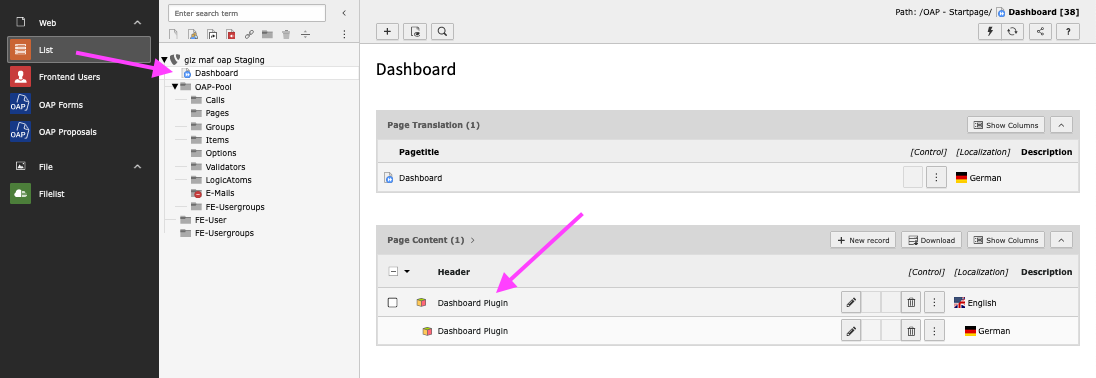 Web
List
Frontend Users
OAP OAP Forms
OAP OAP Proposals
File
Filelist
Enter search term
giz maf oap Staging
Dashboard
OAP-Pool
Calls
Pages
Groups
Items
Options
Validators
LogicAtoms
E-Mails
FE-Usergroups
FE-User
FE-Usergroups
Path: /OAP - Startpage/ Dashboard [38]
Dashboard
Page Translation (1) Show Columns
Pagetitle [Control] [Localization] Description
Dashboard German
Page Content (1) New record Download Show Columns
Header [Control] [Localization] Description
Dashboard Plugin English
Dashboard Plugin German